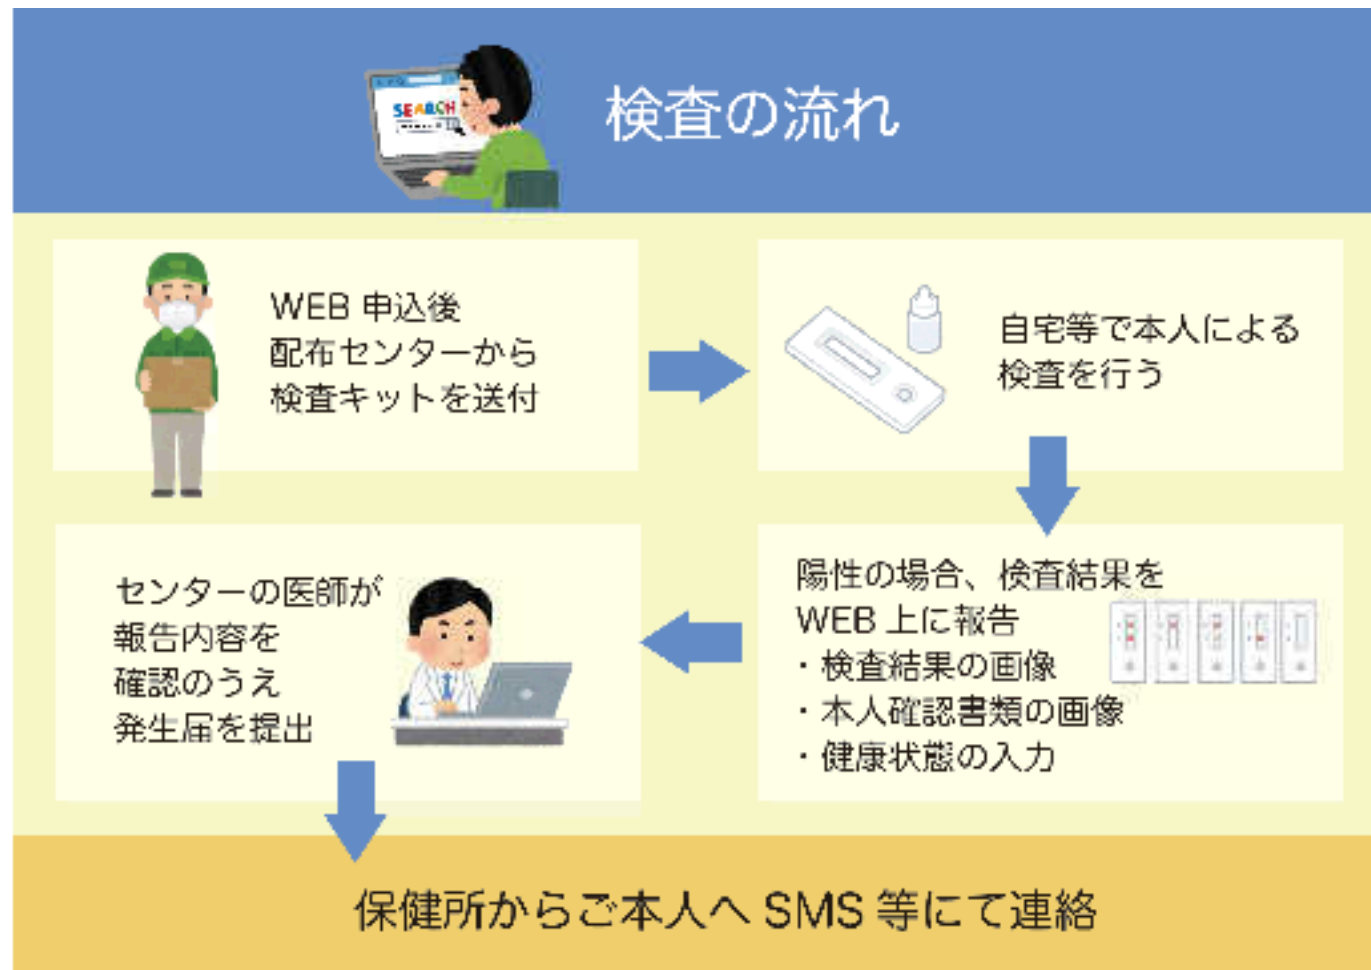 SEARCH
検査の流れ
WEB 申込後
配布センターから
検査キットを送付
自宅等で本人による
検査を行う
陽性の場合、検査結果を
WEB 上に報告
・検査結果の画像
・本人確認書類の画像
・健康状態の入力
センターの医師が
報告内容を
確認のうえ
発生届を提出
保健所からご本人へ SMS 等にて連絡